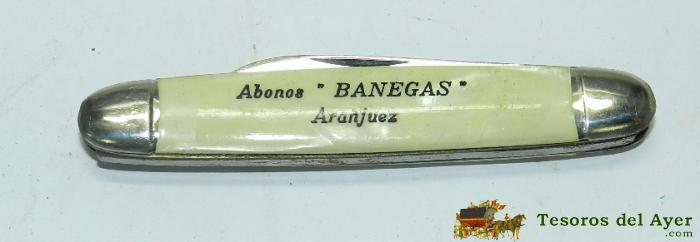 Abonos " BANEGAS "
Aranjuez
Tesoros del Ayer
.com